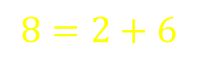 8 = 2 + 6